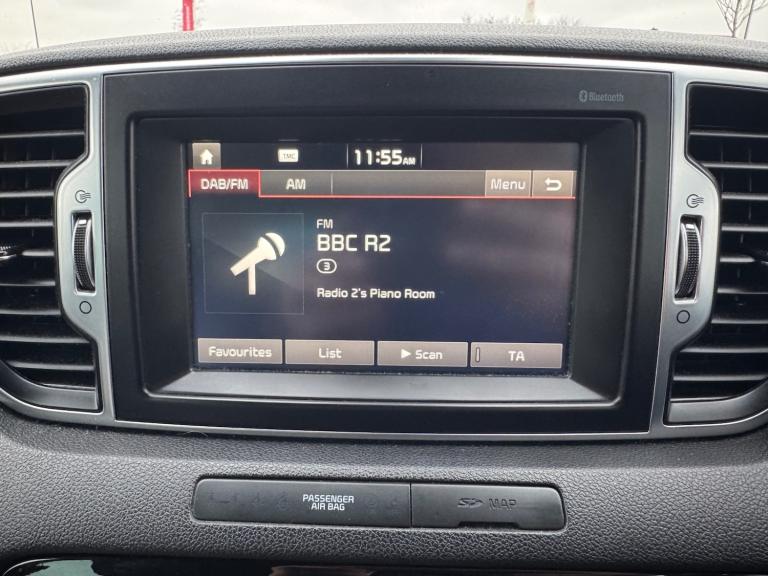 Bluetooth
TMC
11:55AM
DAB/FM AM Menu
FM
BBC R2
3
Radio 2's Piano Room
Favourites List Scan TA
PASSENGER
AIR BAG
SD MAP